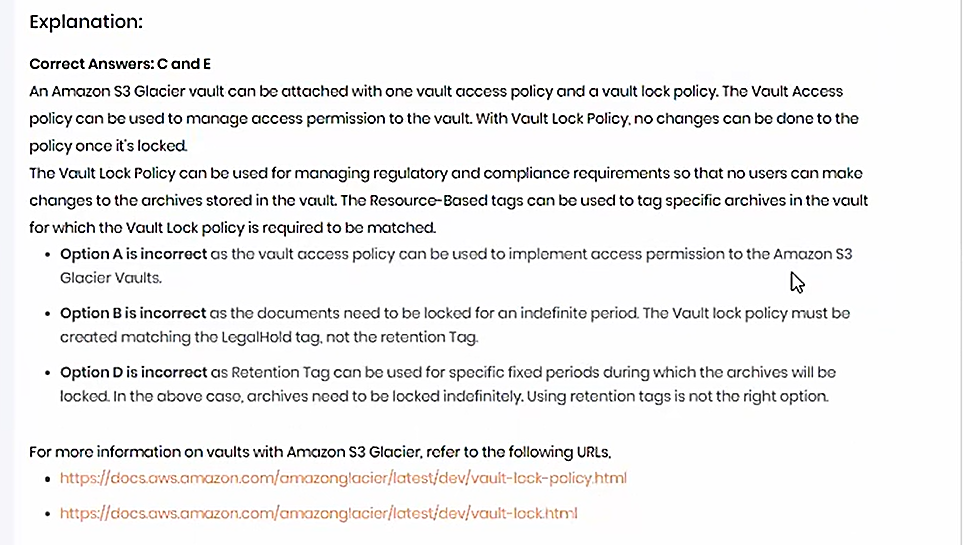 Explanation:
Correct Answers: C and E
An Amazon S3 Glacier vault can be attached with one vault access policy and a vault lock policy. The Vault Access
policy can be used to manage access permission to the vault. With Vault Lock Policy, no changes can be done to the
policy once it's locked.
The Vault Lock Policy can be used for managing regulatory and compliance requirements so that no users can make
changes to the archives stored in the vault. The Resource-Based tags can be used to tag specific archives in the vault
for which the Vault Lock policy is required to be matched.
• Option A is incorrect as the vault access policy can be used to implement access permission to the Amazon S3
Glacier Vaults.
• Option B is incorrect as the documents need to be locked for an indefinite period. The Vault lock policy must be
created matching the LegalHold tag, not the retention Tag.
• Option D is incorrect as Retention Tag can be used for specific fixed periods during which the archives will be
locked. In the above case, archives need to be locked indefinitely. Using retention tags is not the right option.
For more information on vaults with Amazon S3 Glacier, refer to the following URLs,
• https://docs.aws.amazon.com/amazonglacier/latest/dev/vault-lock-policy.html
• https://docs.aws.amazon.com/amazonglacier/latest/dev/vault-lock.html